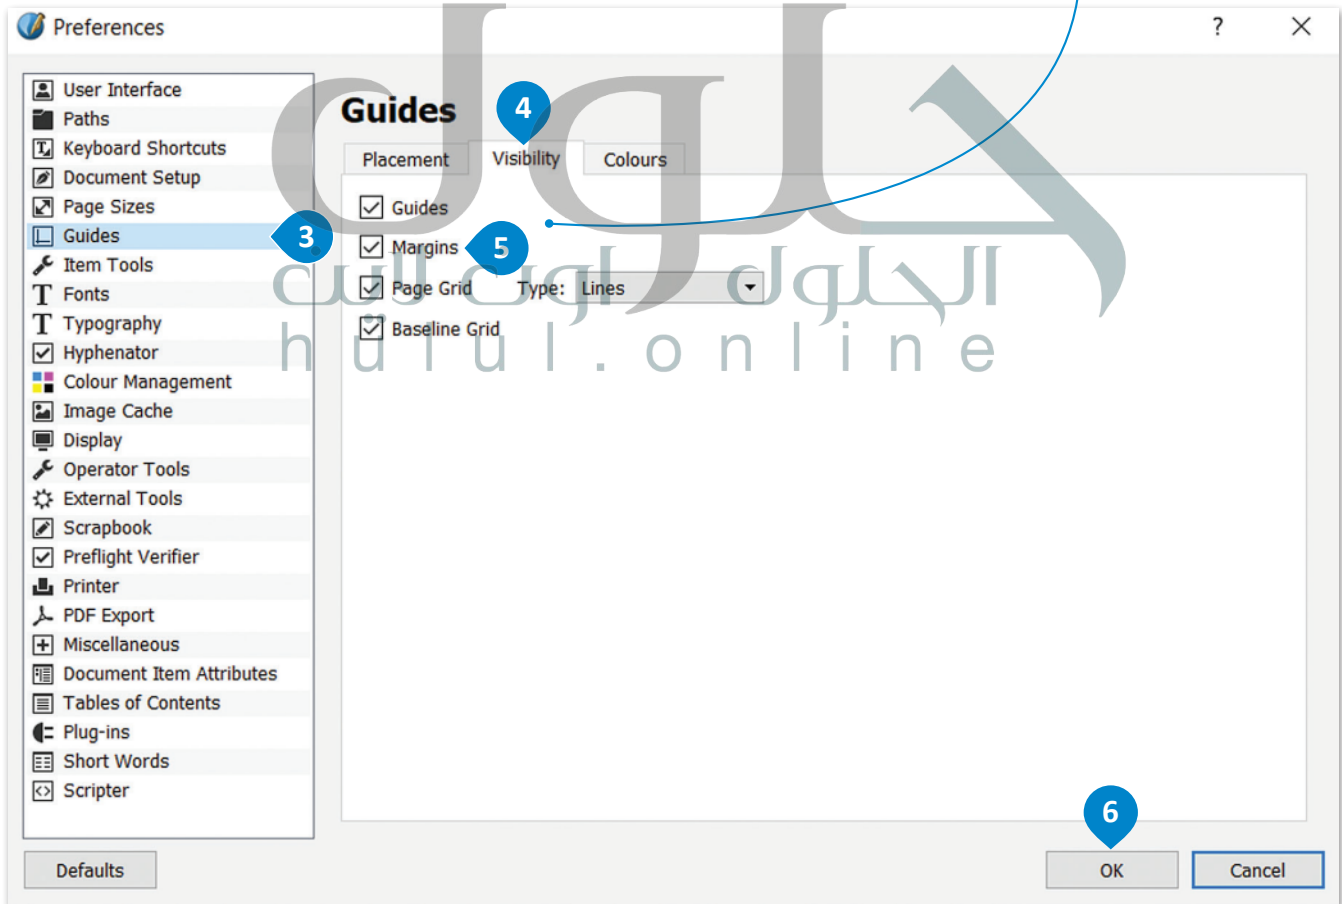 Preferences
?
User Interface
Paths
Keyboard Shortcuts
Document Setup
Page Sizes
Guides
3
Item Tools
Fonts
Typography
Hyphenator
Colour Management
Image Cache
Display
Operator Tools
External Tools
Scrapbook
Preflight Verifier
Printer
PDF Export
Miscellaneous
Document Item Attributes
Tables of Contents
Plug-ins
Short Words
Scripter
Guides
4
Placement Visibility Colours
Guides
Margins 5
Page Grid Type: Lines
Baseline Grid
حلول
الحلول اون لاين
hulul.online
6
Defaults OK Cancel